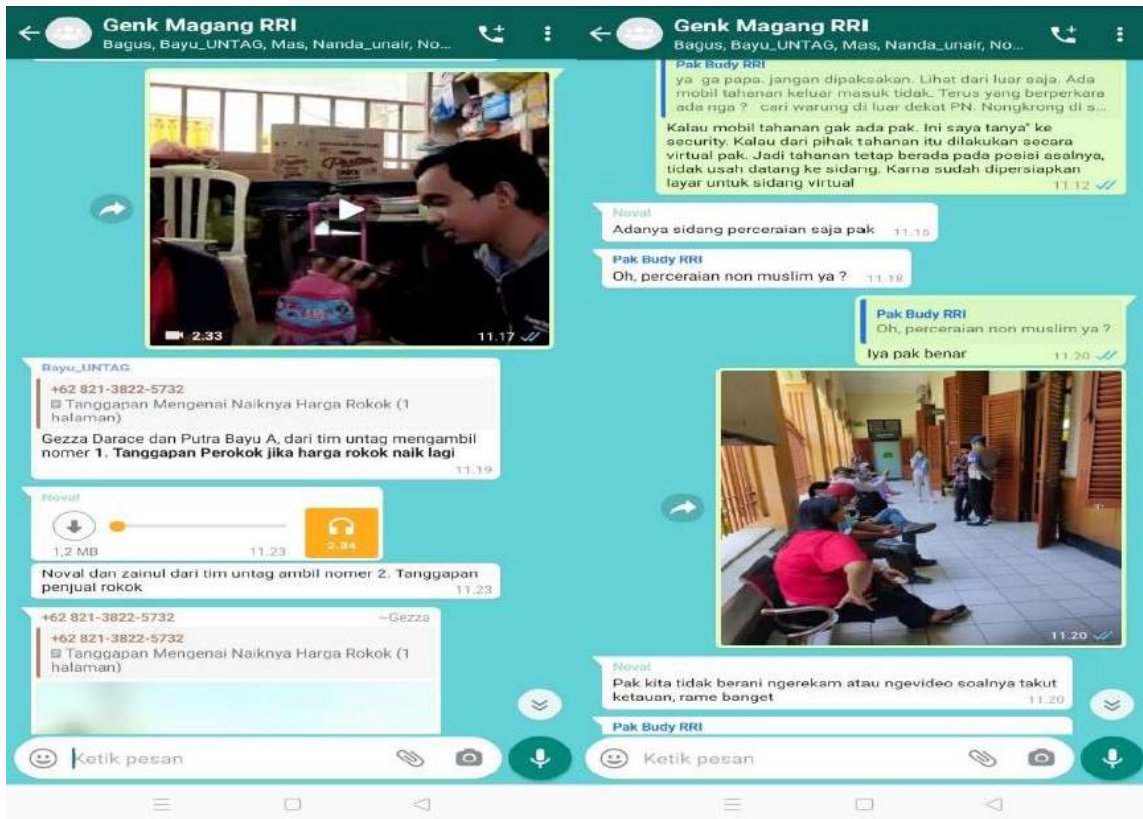 Genk Magang RRI
Bagus, Bayu_UNTAG, Mas, Nanda_unair, No...
2.33
11.17
Bayu_UNTAG
+62 821-3822-5732
Tanggapan Mengenai Naiknya Harga Rokok (1
halaman)
Gezza Darace dan Putra Bayu A, dari tim untag mengambil
nomer 1. Tanggapan Perokok jika harga rokok naik lagi
11.19
Noval
2.34
1,2 MB
11.23
Noval dan zainul dari tim untag ambil nomer 2. Tanggapan
penjual rokok
11.23
+62 821-3822-5732
~Gezza
+62 821-3822-5732
Tanggapan Mengenai Naiknya Harga Rokok (1
halaman)
Ketik pesan
Genk Magang RRI
Bagus, Bayu_UNTAG, Mas, Nanda_unair, No...
Pak Budy RRI
ya ga papa. jangan dipaksakan. Lihat dari luar saja. Ada
mobil tahanan keluar masuk tidak. Terus yang berperkara
ada nga ? cari warung di luar dekat PN. Nongkrong di s...
Kalau mobil tahanan gak ada pak. Ini saya tanya" ke
security. Kalau dari pihak tahanan itu dilakukan secara
virtual pak. Jadi tahanan tetap berada pada posisi asalnya,
tidak usah datang ke sidang. Karna sudah dipersiapkan
layar untuk sidang virtual
11.12
Noval
Adanya sidang perceraian saja pak
Pak Budy RRI
Oh, perceraian non muslim ya ?
11.18
Pak Budy RRI
Oh, perceraian non muslim ya ?
Iya pak benar
11.20
11.20
Noval
Pak kita tidak berani ngerekam atau ngevideo soalnya takut
ketauan, rame banget
11.20
Pak Budy RRI
Ketik pesan